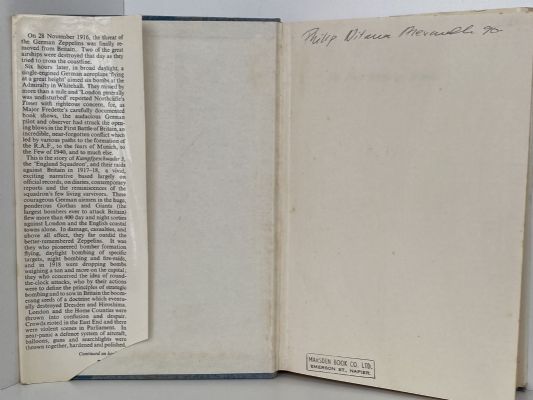 On 28 November 1916, the threat of
the German Zeppelins was finally re-
moved from Britain. Two of the great
airships were destroyed that day as they
tried to cross the coastline.
Six hours later, in broad daylight, a
single-engined German aeroplane 'flying
at a great height' aimed six bombs at the
Admiralty in Whitehall. They missed by
more than a mile and 'London generally
was undisturbed' reported Northcliffe's
Times with righteous concern, for, as
Major Fredette's carefully documented
book shows, the audacious German
pilot and observer had struck the open-
ing blows in the First Battle of Britain, an
incredible, near-forgotten conflict which
led by various paths to the formation of
the R.A.F., to the fears of Munich, to
the Few of 1940, and to much else.
This is the story of Kampfgeschwader 3,
the 'England Squadron', and their raids
against Britain in 1917-18, a vivid,
exciting narrative based largely on
official records, on diaries, contemporary
reports and the reminiscences of the
squadron's few living survivors. These
courageous German airmen in the huge,
ponderous Gothas and Giants (the
largest bombers ever to attack Britain)
flew more than 400 day and night sorties
against London and the English coastal
towns alone. In damage, casualties, and
above all effect, they far outdid the
better-remembered Zeppelins. It was
they who pioneered bomber formation
flying, daylight bombing of specific
targets, night bombing and fire-raids,
and in 1918 were dropping bombs
weighing a ton and more on the capital;
they who conceived the idea of round-
the-clock attacks, who by their actions
were to define the principles of strategic
bombing and to sow in Britain the boom-
erang seeds of a doctrine which eventu-
ally destroyed Dresden and Hiroshima.
London and the Home Counties were
thrown into confusion and despair.
Crowds rioted in the East End and there
were violent scenes in Parliament. In
near-panic a defence system of aircraft,
balloons, guns and searchlights were
thrown together, hardened and polished,
Continued on
Philip
MARSDEN BOOK CO. LTD.
EMERSON ST., NAPIER.